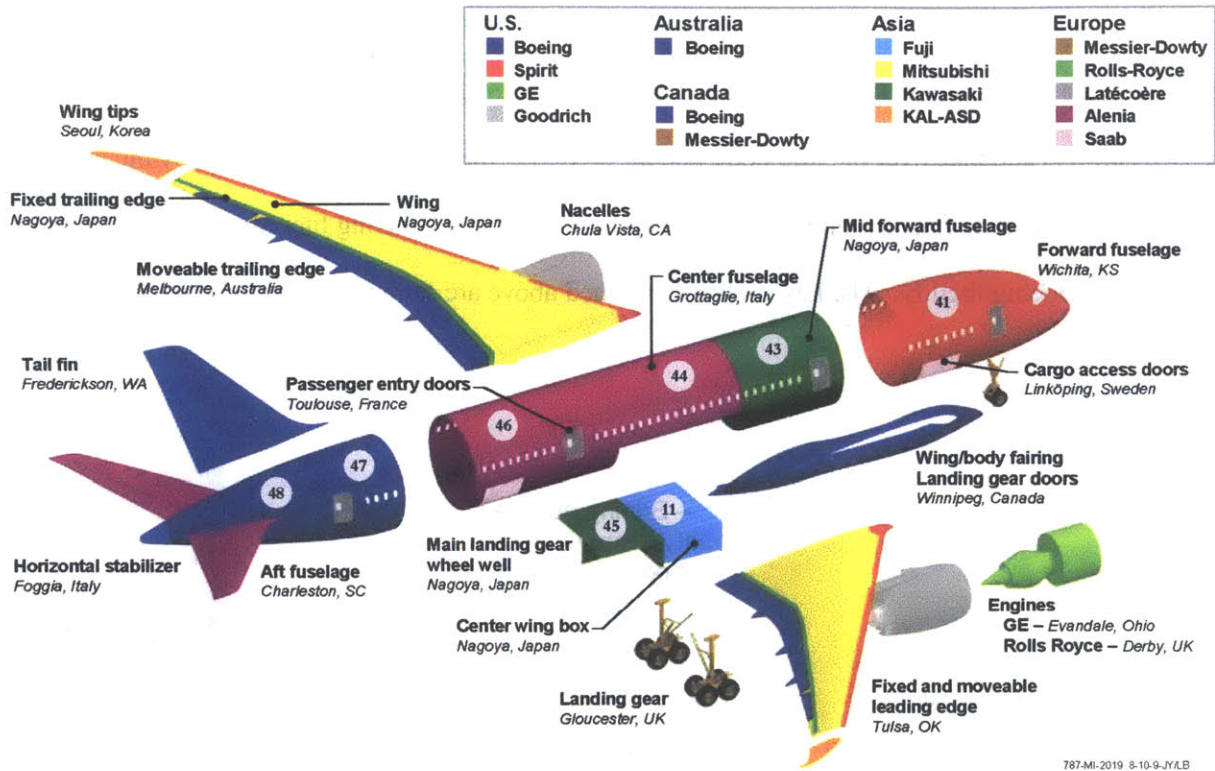 U.S.
Boeing
Spirit
GE
Goodrich
Australia
Boeing
Canada
Boeing
Messier-Dowty
Asia
Fuji
Mitsubishi
Kawasaki
KAL-ASD
Europe
Messier-Dowty
Rolls-Royce
Latécoère
Alenia
Saab
Wing tips
Seoul, Korea
Fixed trailing edge
Nagoya, Japan
Wing
Nagoya, Japan
Nacelles
Chula Vista, CA
Mid forward fuselage
Nagoya, Japan
Forward fuselage
Wichita, KS
Moveable trailing edge
Melbourne, Australia
Center fuselage
Grottaglie, Italy
41
43
44
46
Tail fin
Frederickson, WA
Passenger entry doors
Toulouse, France
Cargo access doors
Linköping, Sweden
47
48
Wing/body fairing
Landing gear doors
Winnipeg, Canada
11
45
Horizontal stabilizer
Foggia, Italy
Aft fuselage
Charleston, SC
Main landing gear
wheel well
Nagoya, Japan
Center wing box
Nagoya, Japan
Engines
GE – Evandale, Ohio
Rolls Royce – Derby, UK
Landing gear
Gloucester, UK
Fixed and moveable
leading edge
Tulsa, OK
787-MI-2019 8-10-9-JY/LB